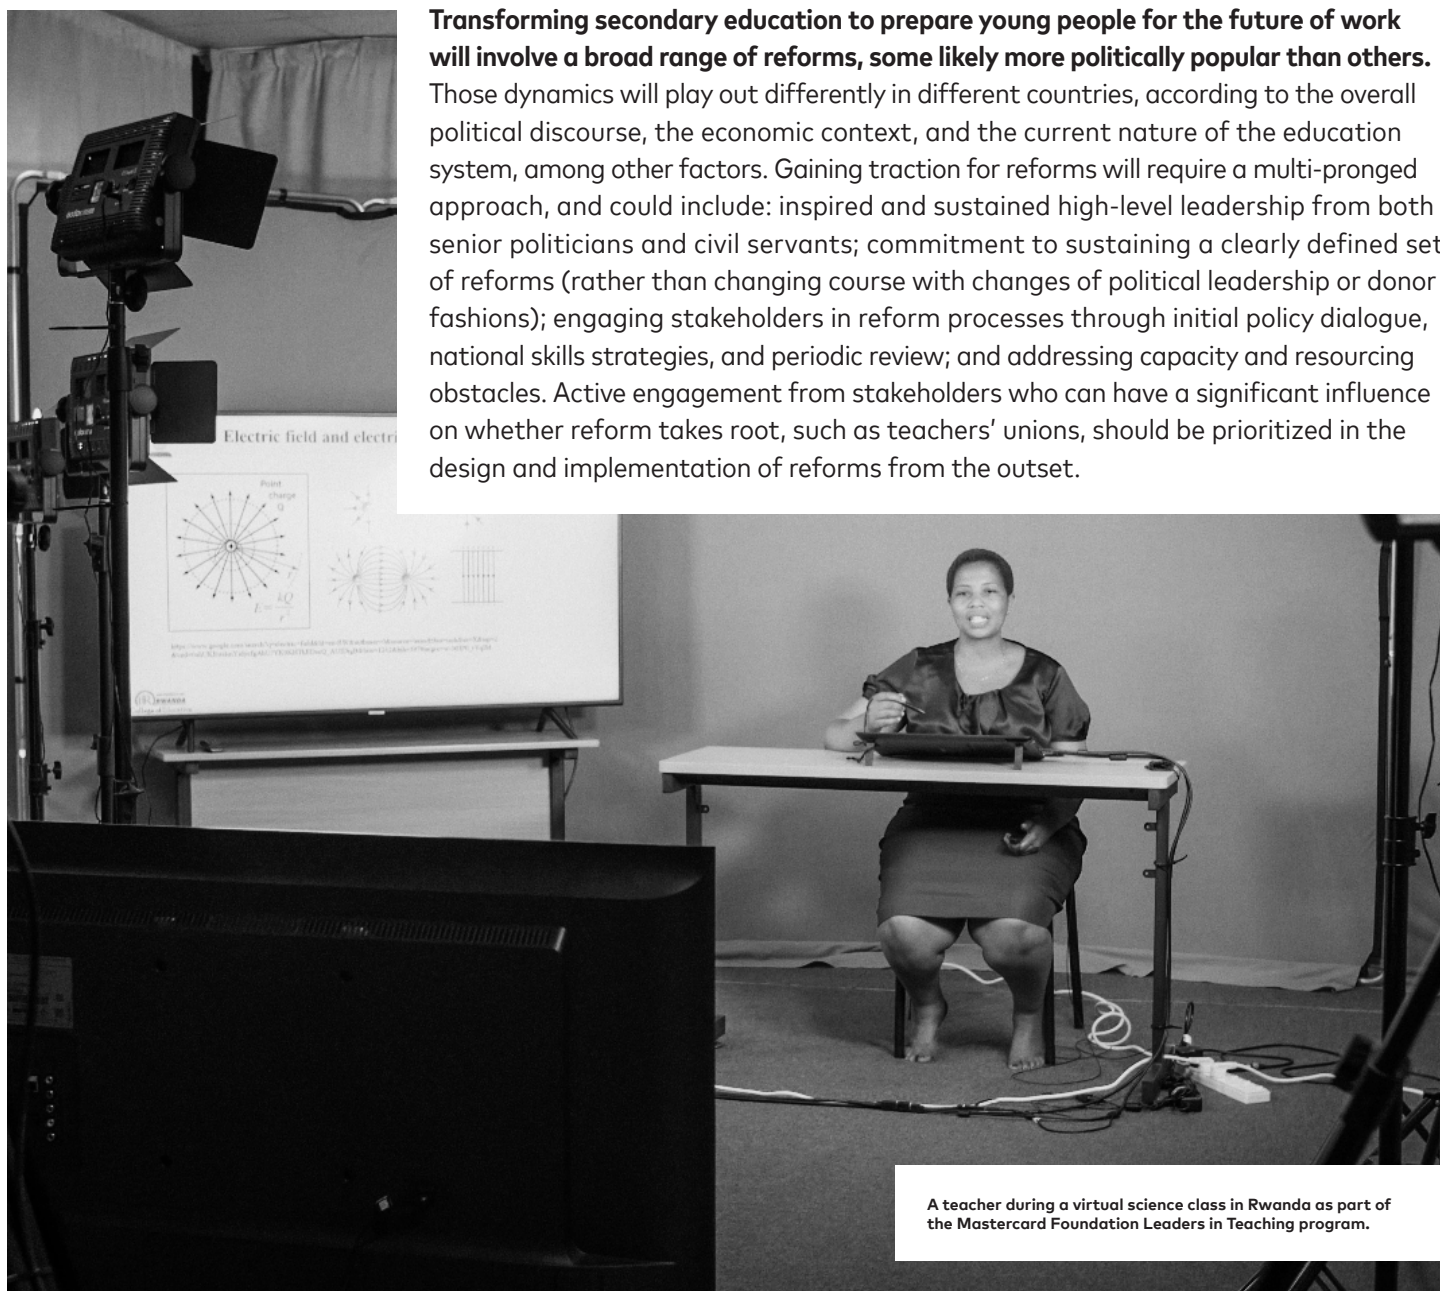 Transforming secondary education to prepare young people for the future of work
will involve a broad range of reforms, some likely more politically popular than others.
Those dynamics will play out differently in different countries, according to the overall
political discourse, the economic context, and the current nature of the education
system, among other factors. Gaining traction for reforms will require a multi-pronged
approach, and could include: inspired and sustained high-level leadership from both
senior politicians and civil servants; commitment to sustaining a clearly defined set
of reforms (rather than changing course with changes of political leadership or donor
fashions); engaging stakeholders in reform processes through initial policy dialogue,
national skills strategies, and periodic review; and addressing capacity and resourcing
obstacles. Active engagement from stakeholders who can have a significant influence
on whether reform takes root, such as teachers’ unions, should be prioritized in the
design and implementation of reforms from the outset.
Electric field and electri
Point
charge
Q
E = kQ
r
RWANDA
A teacher during a virtual science class in Rwanda as part of
the Mastercard Foundation Leaders in Teaching program.